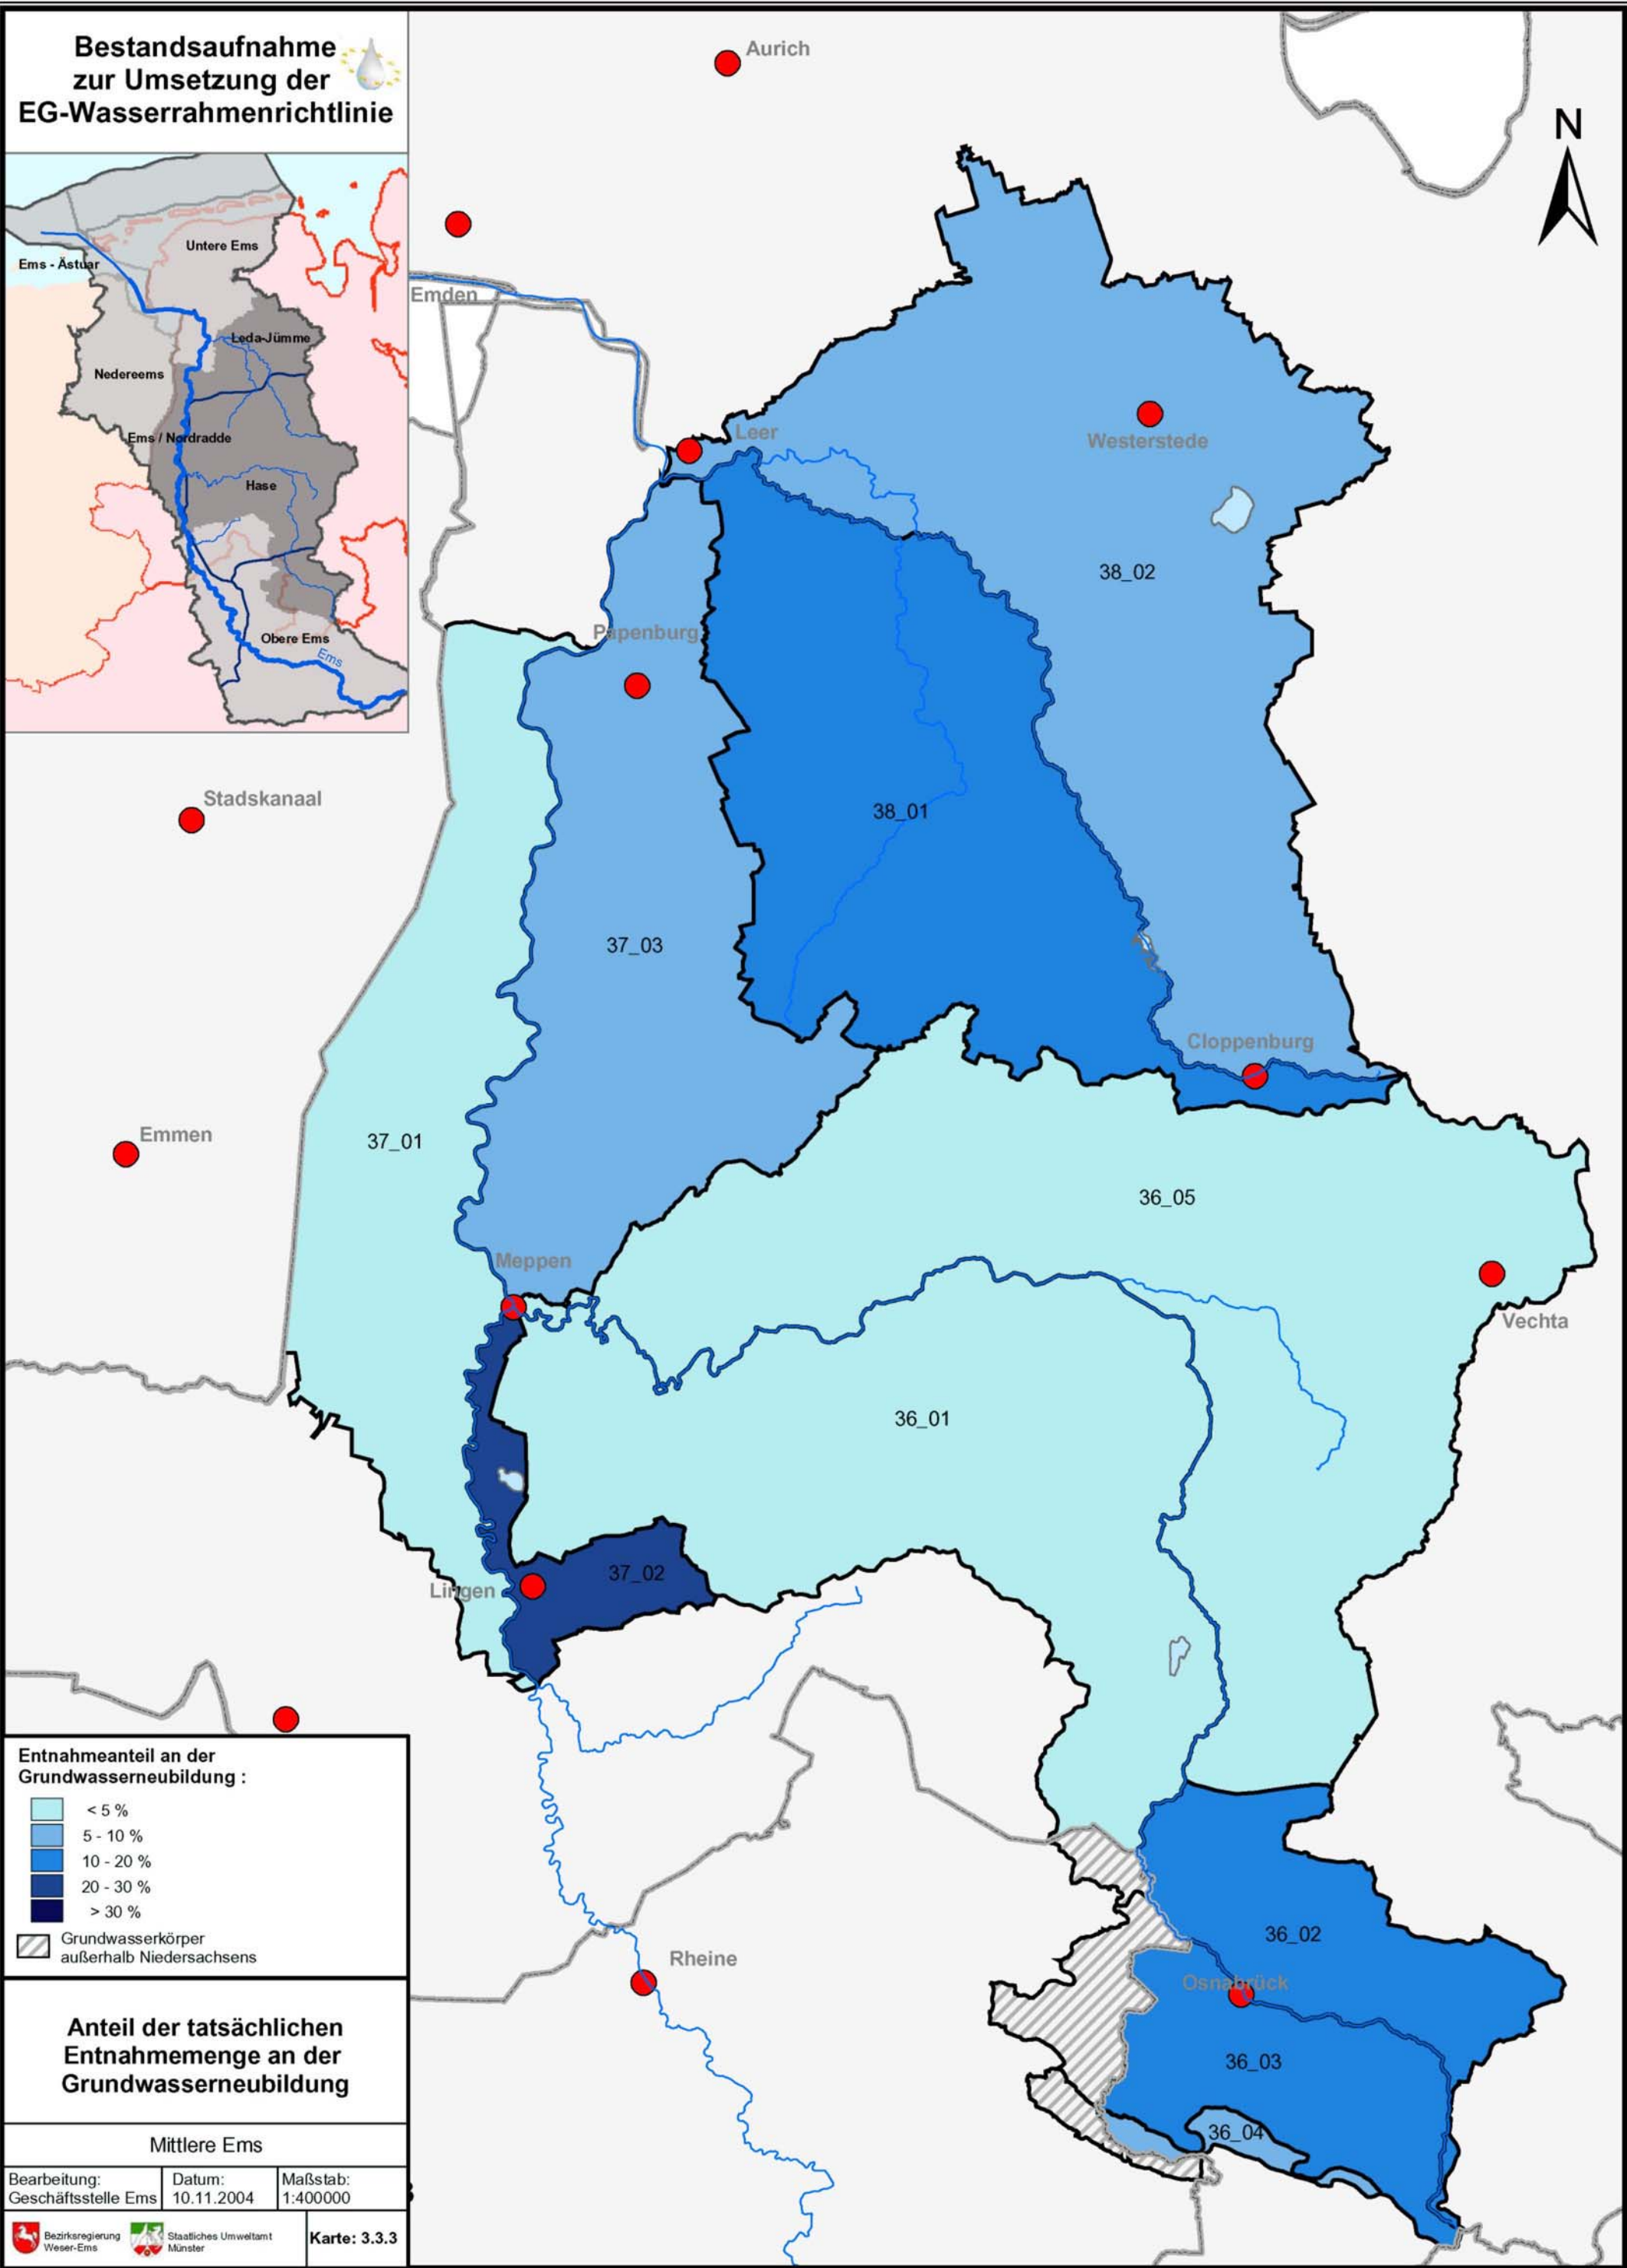 Bestandsaufnahme
zur Umsetzung der
EG-Wasserrahmenrichtlinie
Untere Ems
Ems - Ästuar
Leda-Jümme
Nedereems
Ems / Nordradde
Hase
Obere Ems
Ems
Aurich
N
Emden
Leer
Westerstede
38_02
Papenburg
Stadskanaal
38_01
37_03
Cloppenburg
Emmen
37_01
36_05
Meppen
Vechta
36_01
37_02
Lingen
36_02
Rheine
Osnabrück
36_03
36_04
Entnahmeanteil an der
Grundwasserneubildung :
< 5 %
5 - 10 %
10 - 20 %
20 - 30 %
> 30 %
Grundwasserkörper
außerhalb Niedersachsens
Anteil der tatsächlichen
Entnahmemenge an der
Grundwasserneubildung
Mittlere Ems
Bearbeitung:
Geschäftsstelle Ems
Datum:
10.11.2004
Maßstab:
1:400000
Bezirksregierung
Weser-Ems
Staatliches Umweltamt
Münster
Karte: 3.3.3